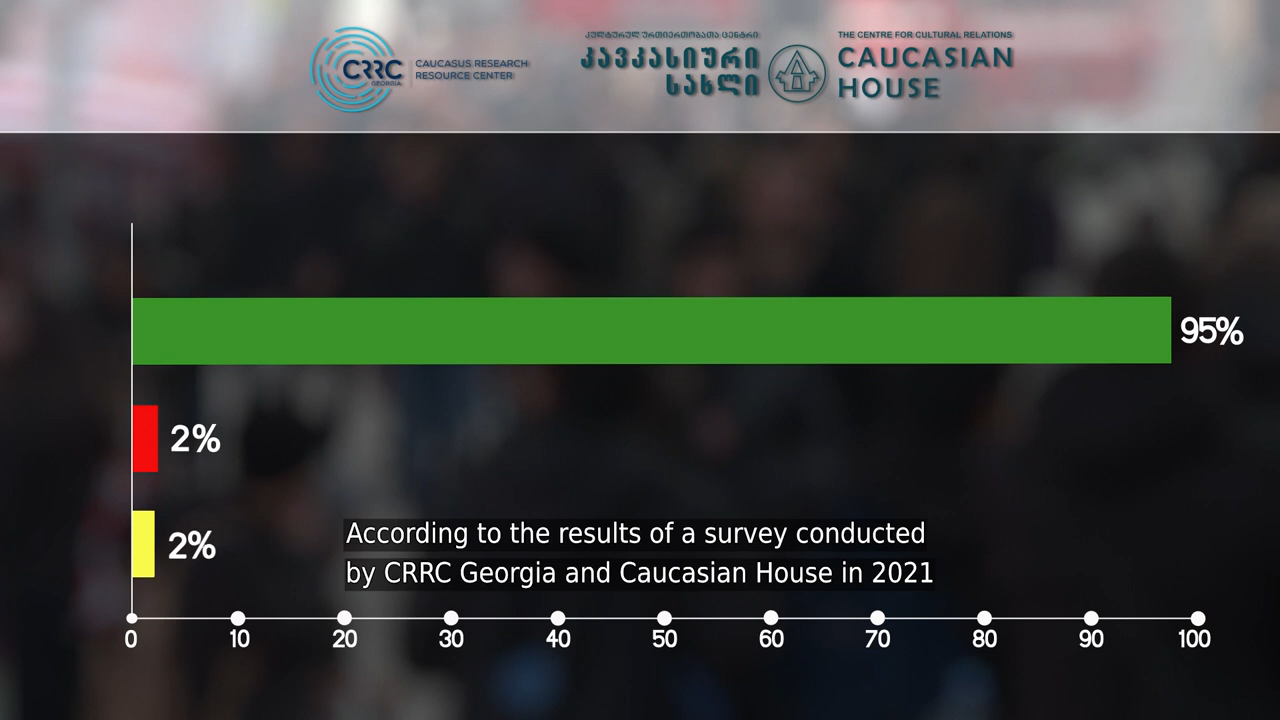 CRRC
GEORGIA
CAUCASUS RESEARCH
RESOURCE CENTER
კულტურულ ურთიერთობათა ცენტრი
კავკასიური
სახლი
THE CENTRE FOR CULTURAL RELATIONS
CAUCASIAN
HOUSE
95%
2%
2%
According to the results of a survey conducted
by CRRC Georgia and Caucasian House in 2021
0 10 20 30 40 50 60 70 80 90 100